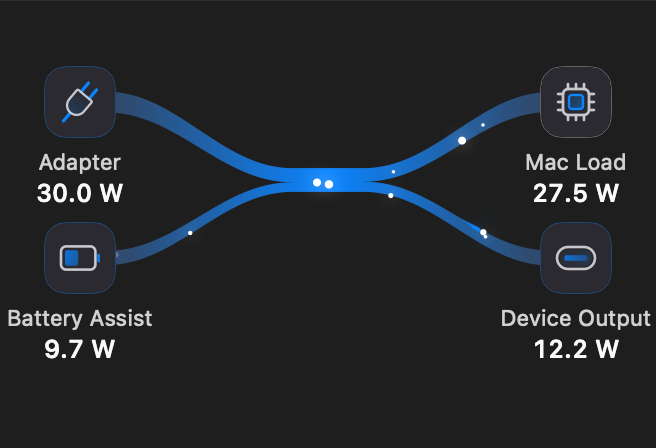 Adapter
30.0 W
Mac Load
27.5 W
Battery Assist
9.7 W
Device Output
12.2 W